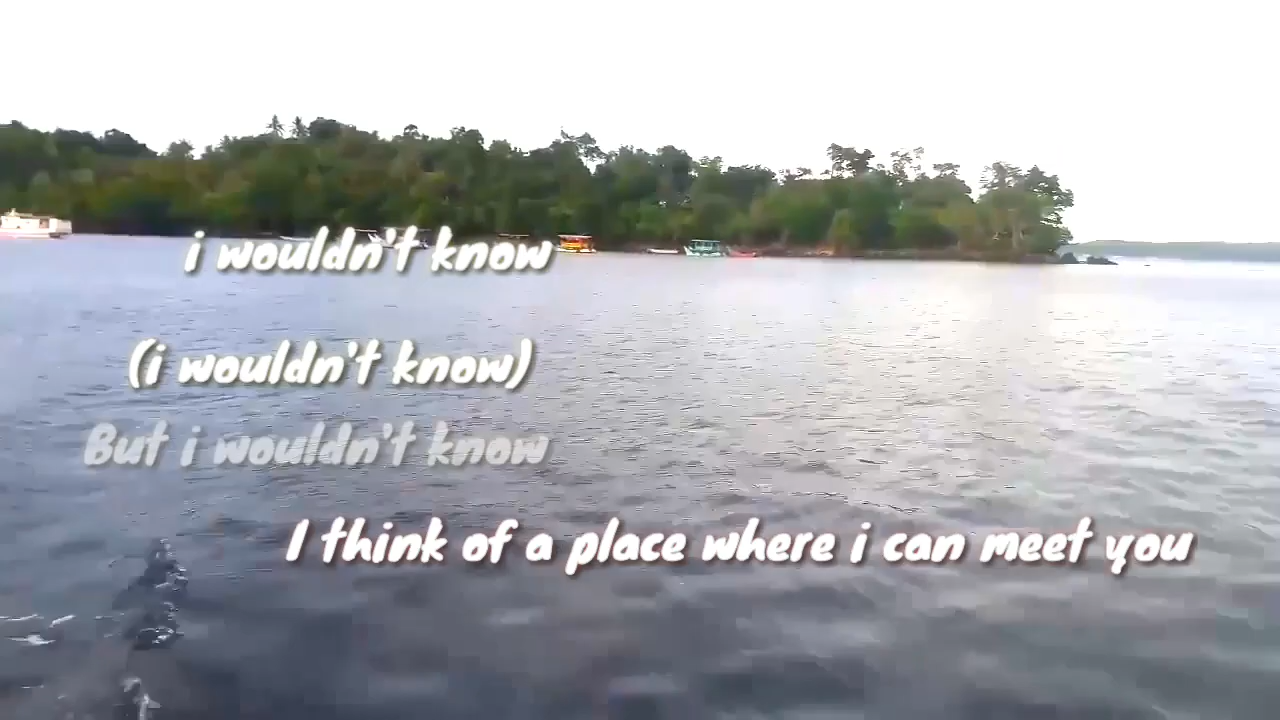 i wouldn't know
(i wouldn't know)
But i wouldn't know
I think of a place where i can meet you